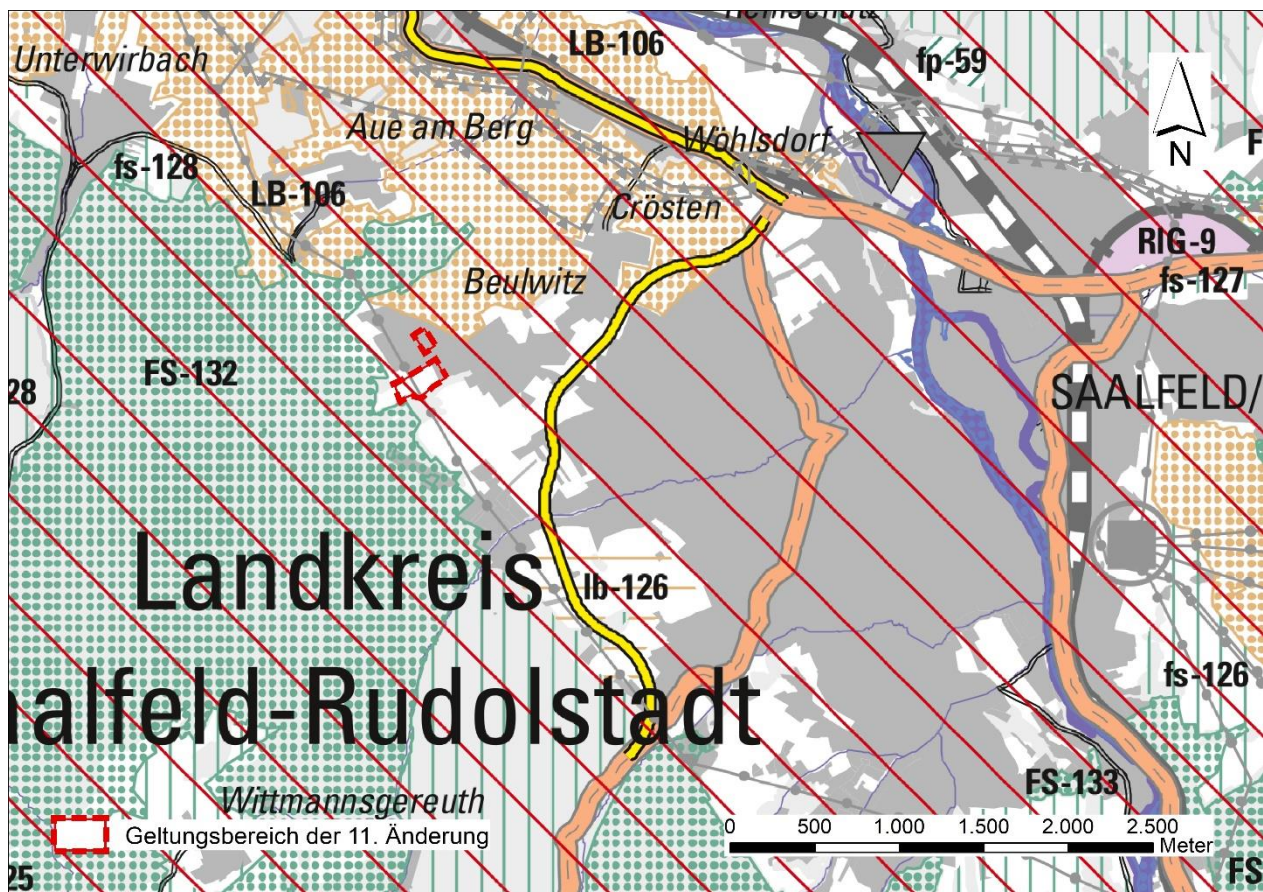 LB-106
Unterwirbach
fp-59
Aue am Berg
Wöhlsdorf
fs-128
LB-106
Crösten
RIG-9
fs-127
Beulwitz
FS-132
28
SAALFELD/
Landkreis
lb-126
fs-126
alfeld-Rudolstadt
FS-133
Wittmannsgereuth
Geltungsbereich der 11. Änderung
0 500 1.000 1.500 2.000 2.500
Meter
25
FS
N
F